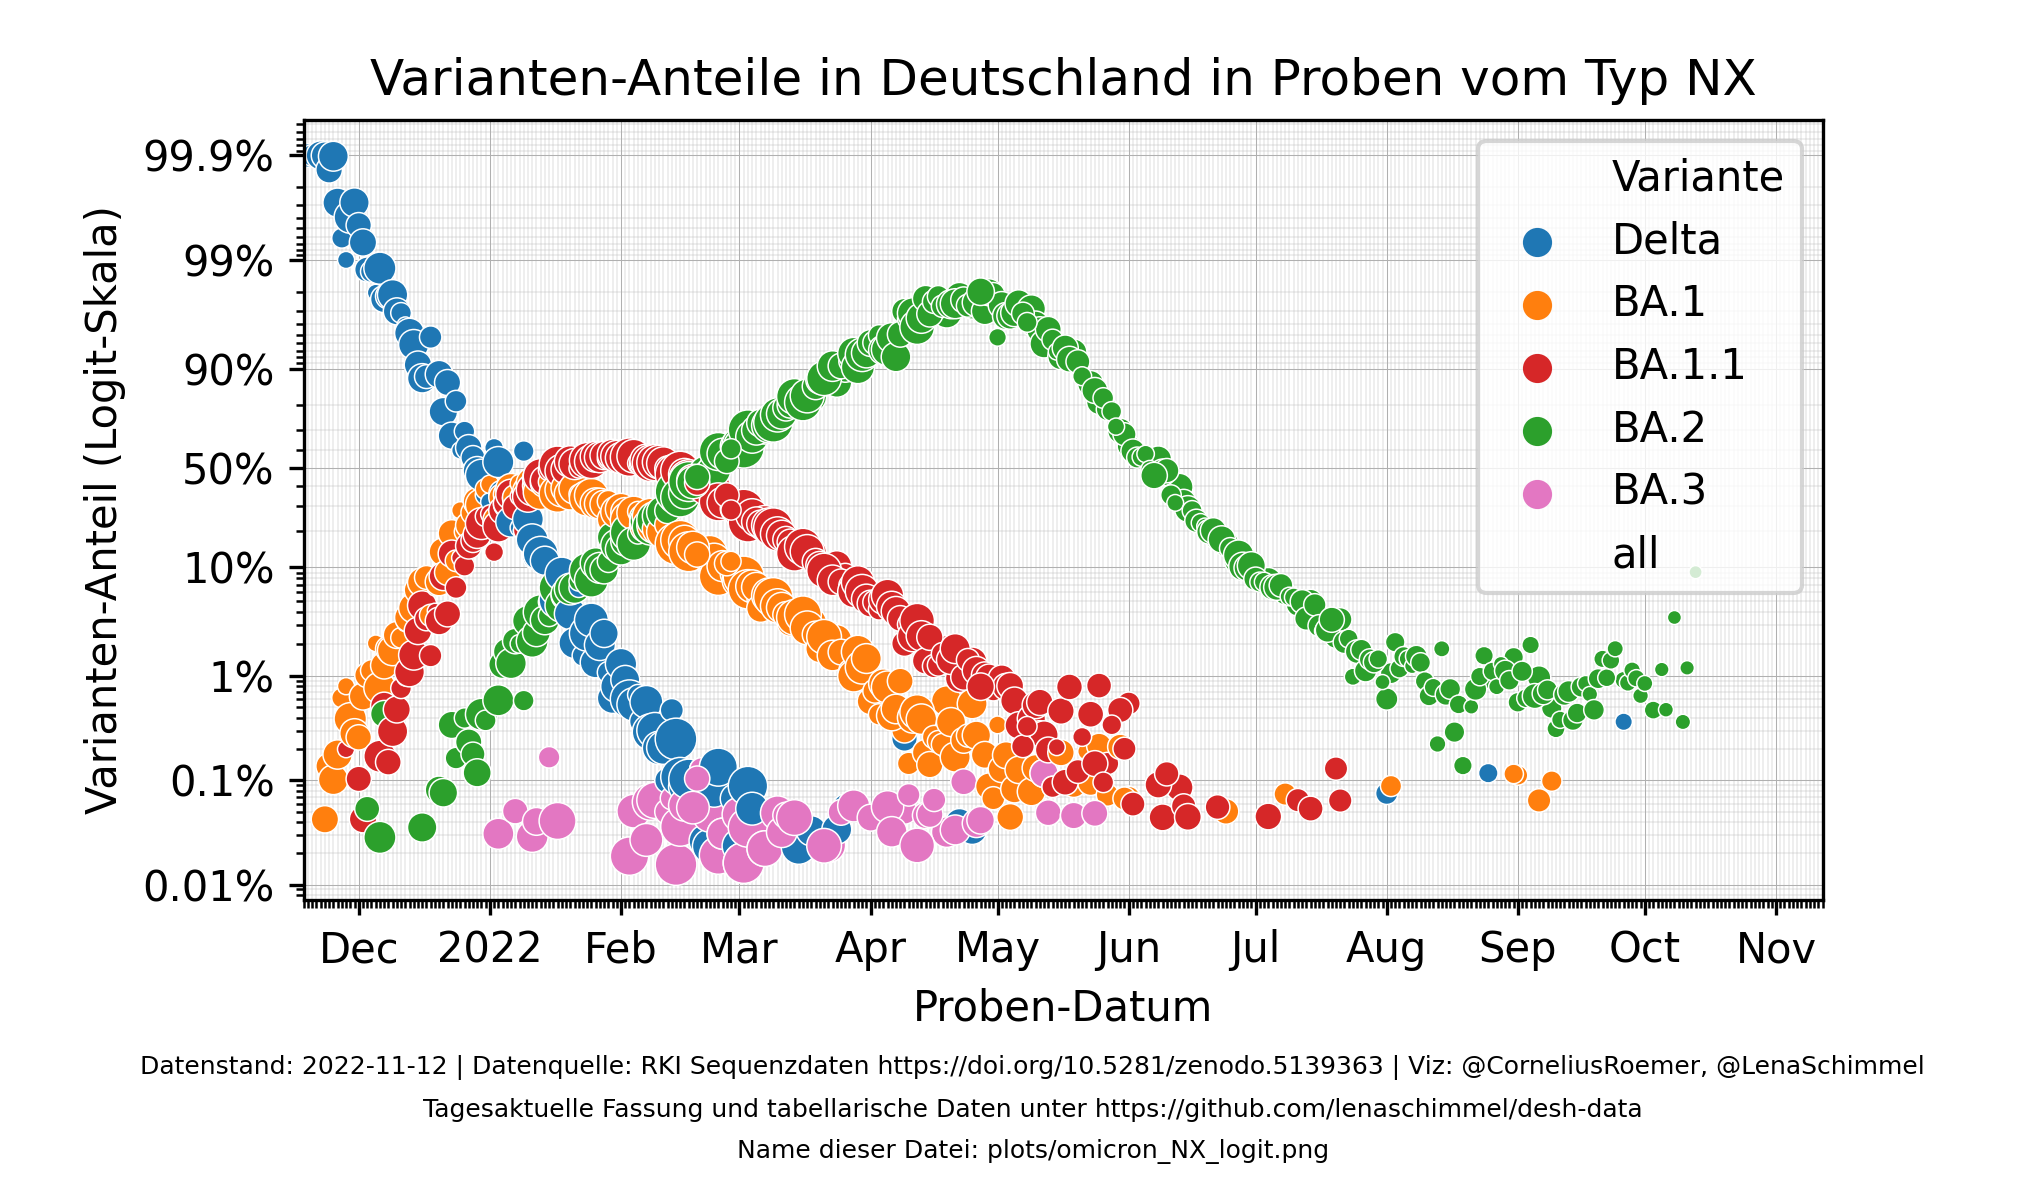 Varianten-Anteile in Deutschland in Proben vom Typ NX
Varianten-Anteil (Logit-Skala)
99.9%
99%
90%
50%
10%
1%
0.1%
0.01%
Variante
Delta
BA.1
BA.1.1
BA.2
BA.3
all
Dec 2022 Feb Mar Apr May Jun Jul Aug Sep Oct Nov
Proben-Datum
Datenstand: 2022-11-12 | Datenquelle: RKI Sequenzdaten https://doi.org/10.5281/zenodo.5139363 | Viz: @CorneliusRoemer, @LenaSchimmel
Tagesaktuelle Fassung und tabellarische Daten unter https://github.com/lenaschimmel/desh-data
Name dieser Datei: plots/omicron_NX_logit.png